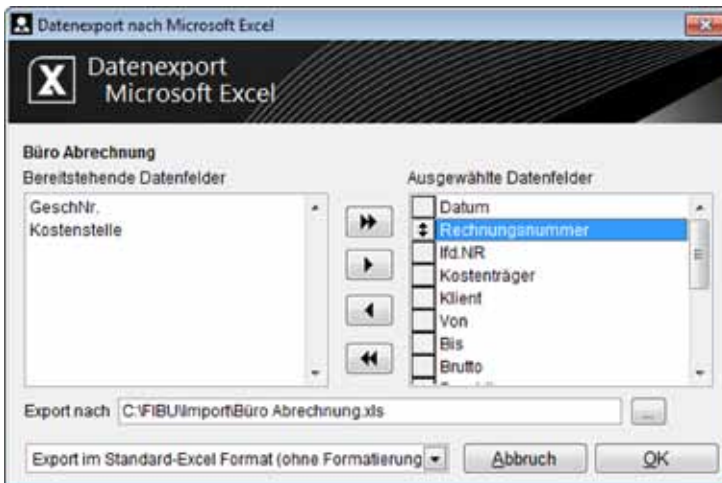 Datenexport nach Microsoft Excel
X
Datenexport
Microsoft Excel
Büro Abrechnung
Bereitstehende Datenfelder
GeschNr.
Kostenstelle
Ausgewählte Datenfelder
Datum
Rechnungsnummer
lfd.NR
Kostenträger
Klient
Von
Bis
Brutto
Export nach C:\FIBU\Import\Büro Abrechnung.xls
...
Export im Standard-Excel Format (ohne Formatierung
Abbruch
OK